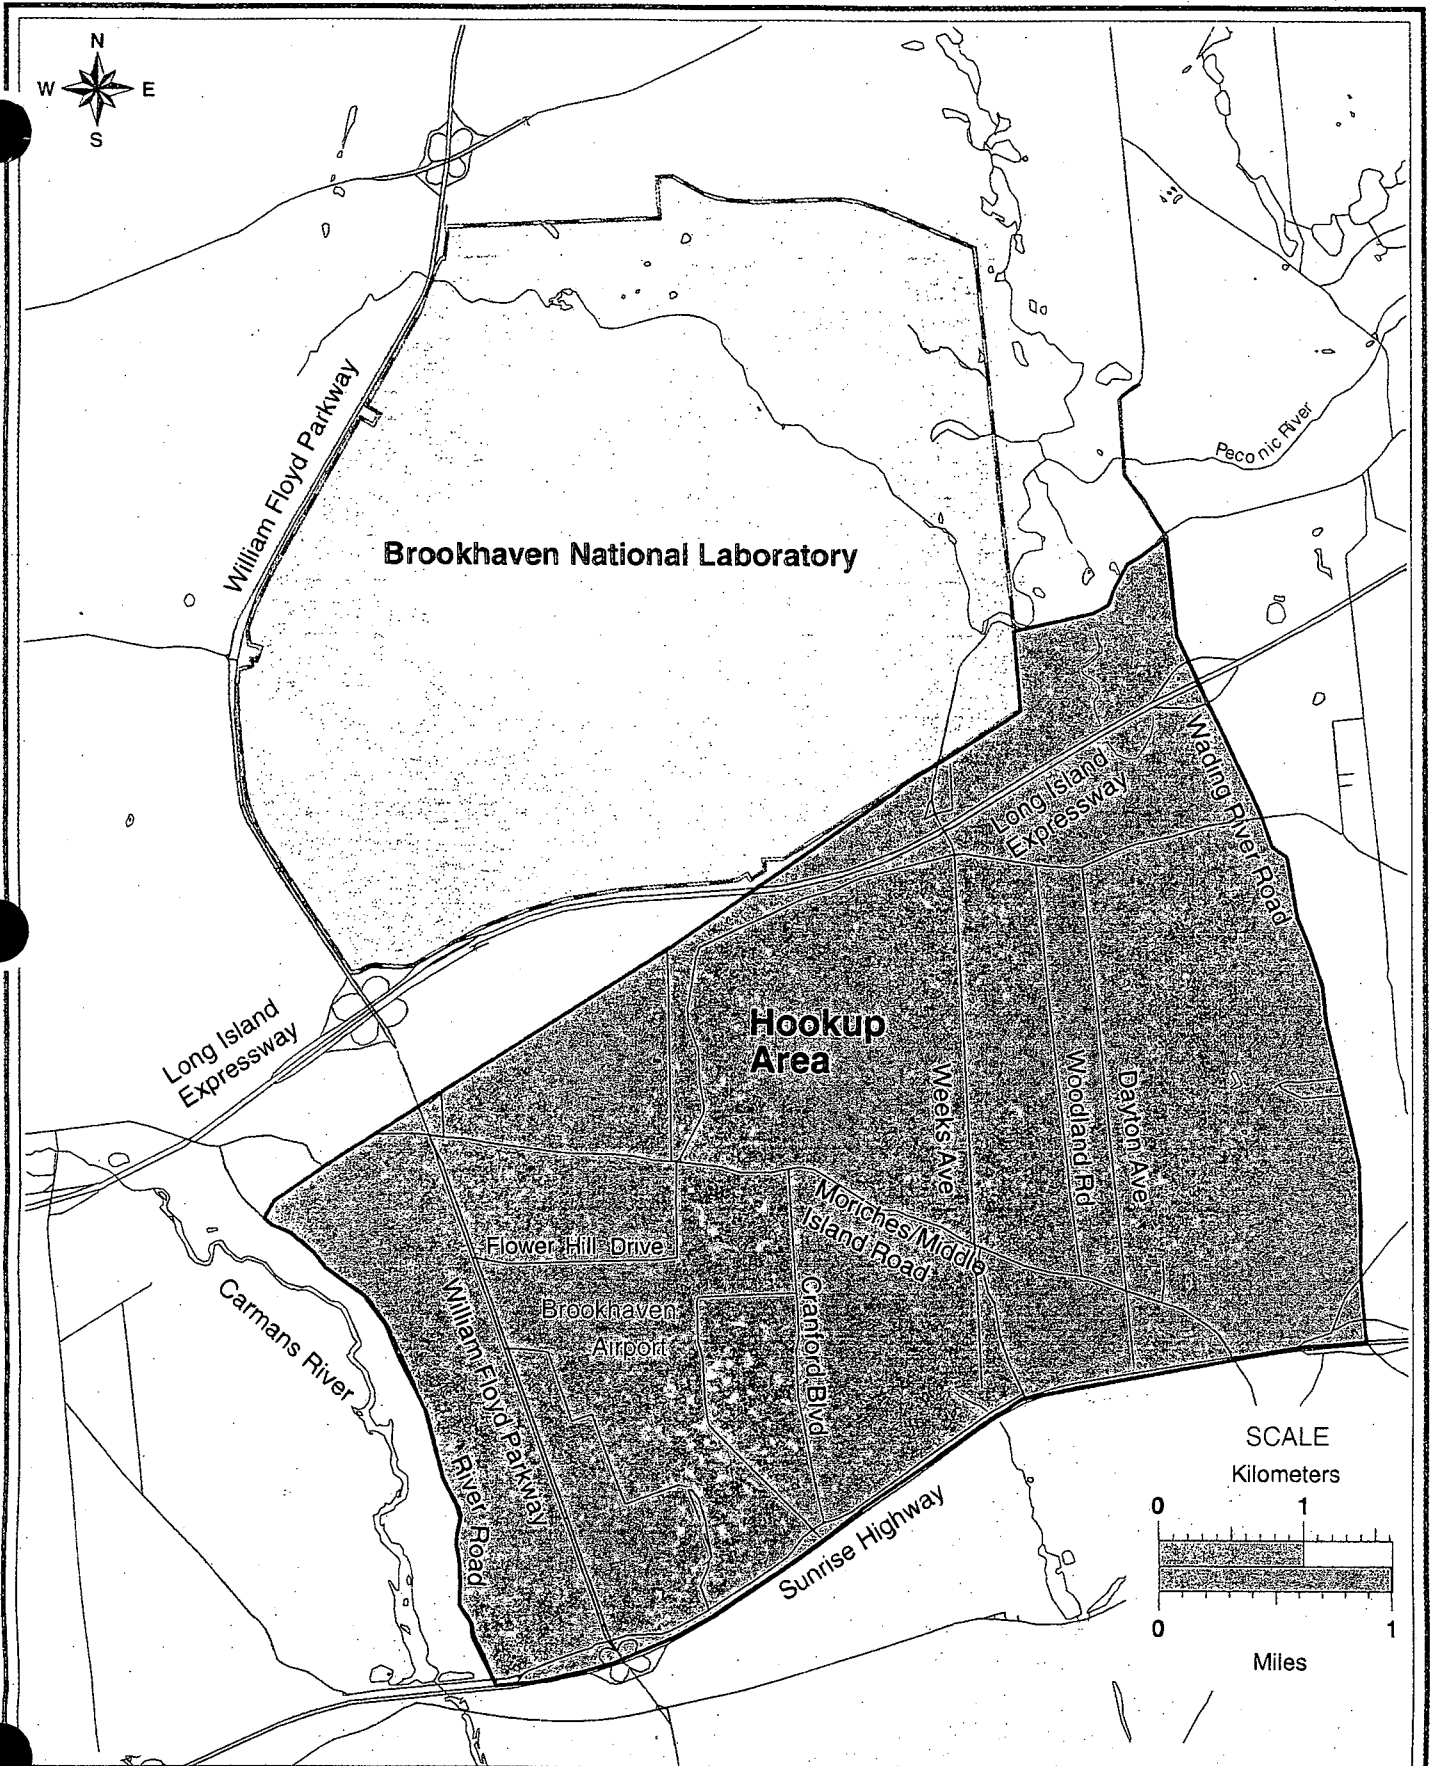 N
W E
S
William Floyd Parkway
Peconic River
Brookhaven National Laboratory
Wading River Road
Long Island
Expressway
Long Island
Expressway
Hookup
Area
Weeks Ave
Woodland Rd
Dayton Ave
Moriches/Middle
Island Road
Flower Hill Drive
Carmans River
William Floyd Parkway
Brookhaven
Airport
Cranford Blvd
River Road
Sunrise Highway
SCALE
Kilometers
0 1
0 1
Miles